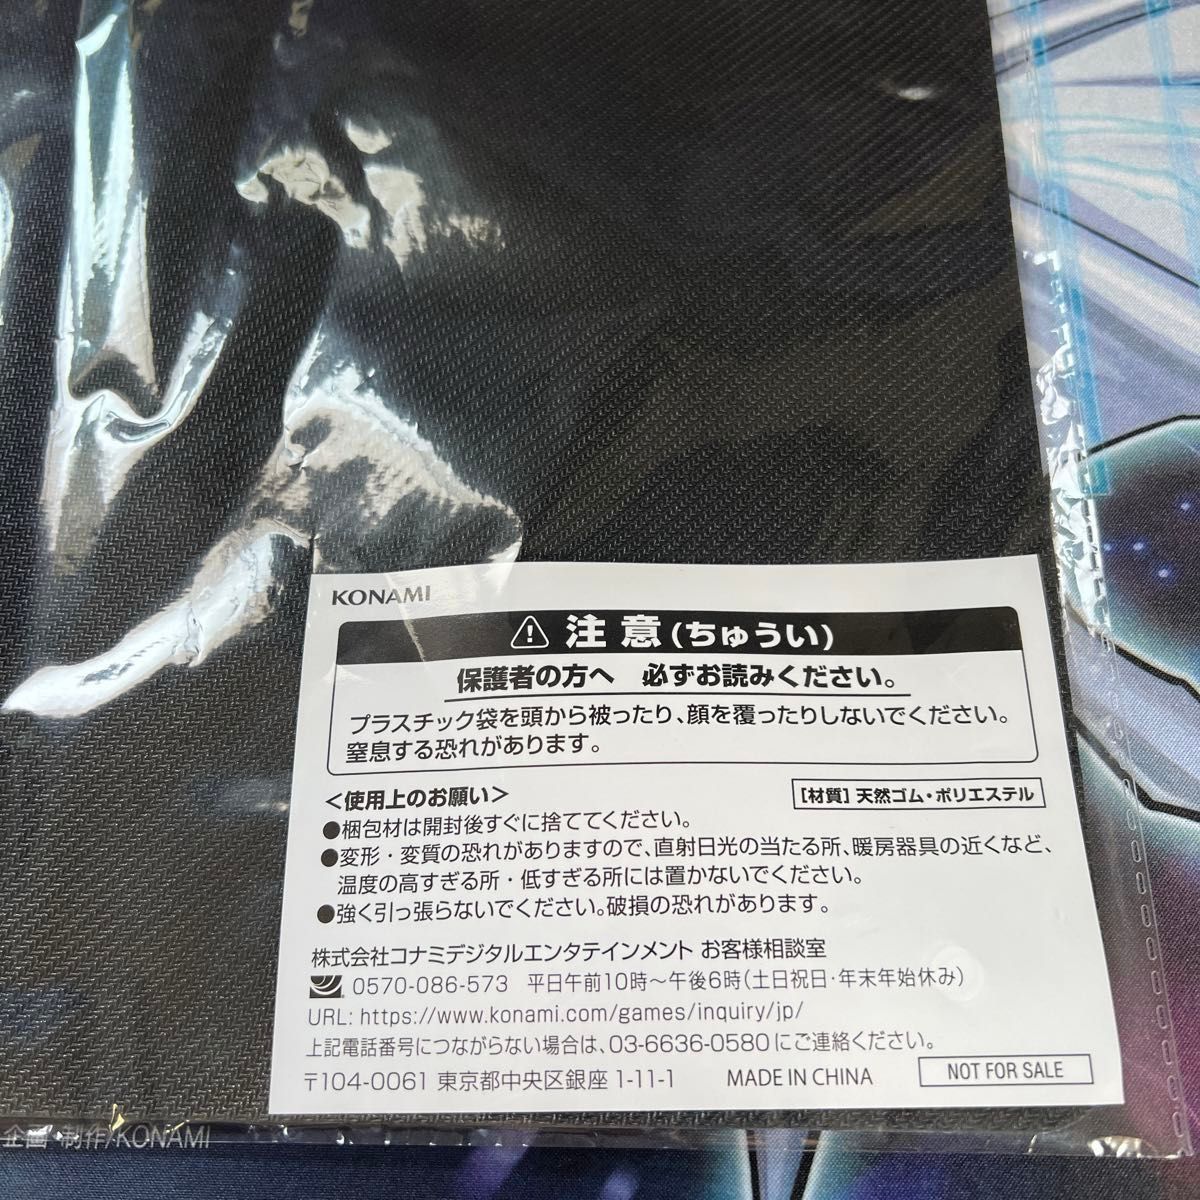 KONAMI
注意(ちゅうい)
保護者の方へ　必ずお読みください。
プラスチック袋を頭から被ったり、顔を覆ったりしないでください。
窒息する恐れがあります。
＜使用上のお願い＞
[材質] 天然ゴム・ポリエステル
●梱包材は開封後すぐに捨ててください。
●変形・変質の恐れがありますので、直射日光の当たる所、暖房器具の近くなど、
温度の高すぎる所・低すぎる所には置かないでください。
●強く引っ張らないでください。破損の恐れがあります。
株式会社コナミデジタルエンタテインメント お客様相談室
0570-086-573 平日午前10時～午後6時(土日祝日・年末年始休み)
URL: https://www.konami.com/games/inquiry/jp/
上記電話番号につながらない場合は、03-6636-0580にご連絡ください。
〒104-0061 東京都中央区銀座 1-11-1 MADE IN CHINA NOT FOR SALE
企画・制作/KONAMI